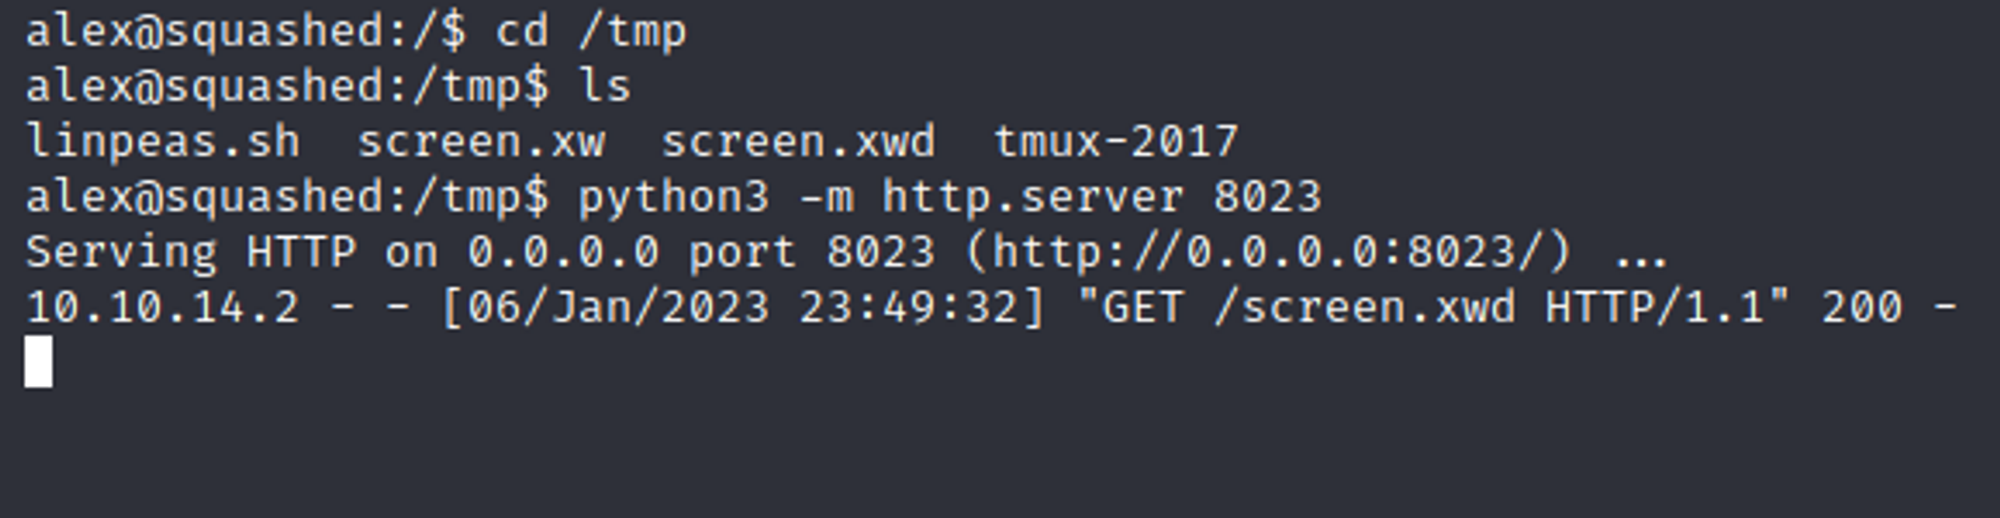 alex@squashed:/$ cd /tmp
alex@squashed:/tmp$ ls
linpeas.sh  screen.xw  screen.xwd  tmux-2017
alex@squashed:/tmp$ python3 -m http.server 8023
Serving HTTP on 0.0.0.0 port 8023 (http://0.0.0.0:8023/) ...
10.10.14.2 - - [06/Jan/2023 23:49:32] "GET /screen.xwd HTTP/1.1" 200 -